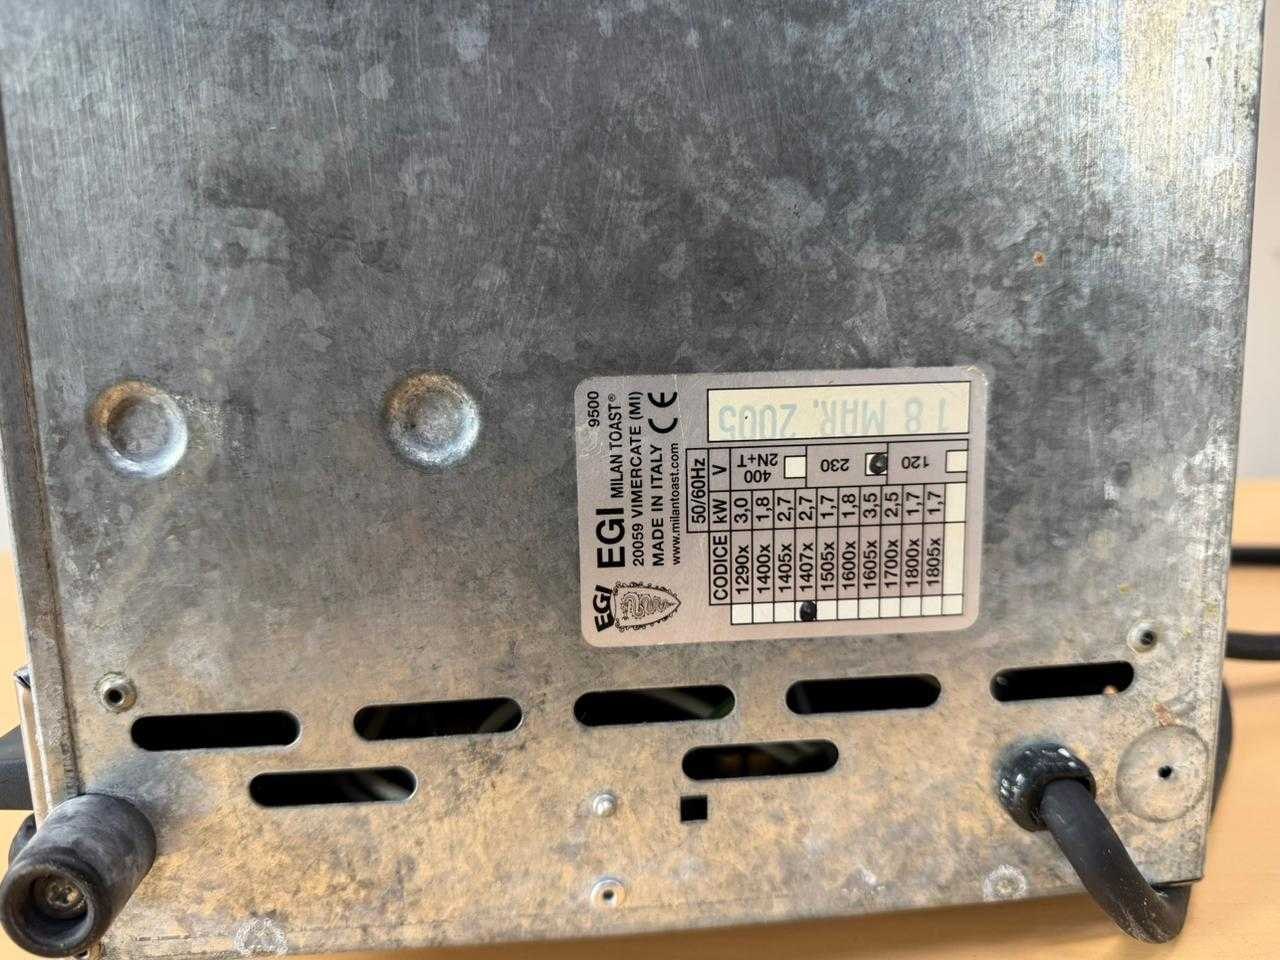 EGI
9500
EGI MILAN TOAST®
20059 VIMERCATE (MI)
MADE IN ITALY CE
www.milantoast.com
18 MAR. 2005
50/60Hz V 400 2N+T 230 120
CODICE kW
1290x 3,0
1400x 1,8
1405x 2,7
1407x 2,7
1505x 1,7
1600x 1,8
1605x 3,5
1700x 2,5
1800x 1,7
1805x 1,7